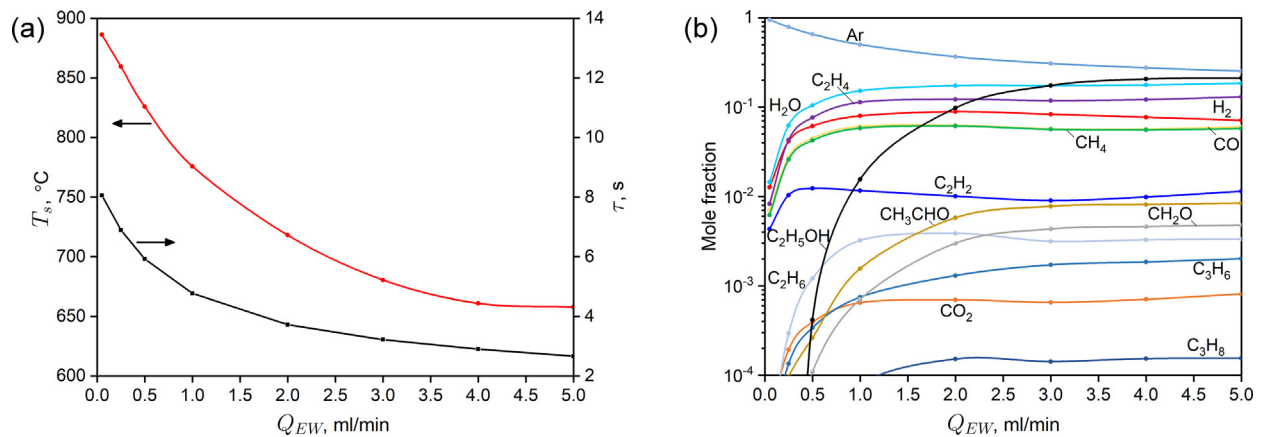 (a)
900
850
800
750
700
650
600
T_s, °C
14
12
10
8
6
4
2
τ, s
0.0 0.5 1.0 1.5 2.0 2.5 3.0 3.5 4.0 4.5 5.0
Q_EW, ml/min
(b)
1
10⁻¹
10⁻²
10⁻³
10⁻⁴
Mole fraction
Ar
C₂H₄
H₂O
H₂
CH₄
CO
C₂H₂
CH₃CHO
CH₂O
C₂H₅OH
C₂H₆
C₃H₆
CO₂
C₃H₈
0.0 0.5 1.0 1.5 2.0 2.5 3.0 3.5 4.0 4.5 5.0
Q_EW, ml/min